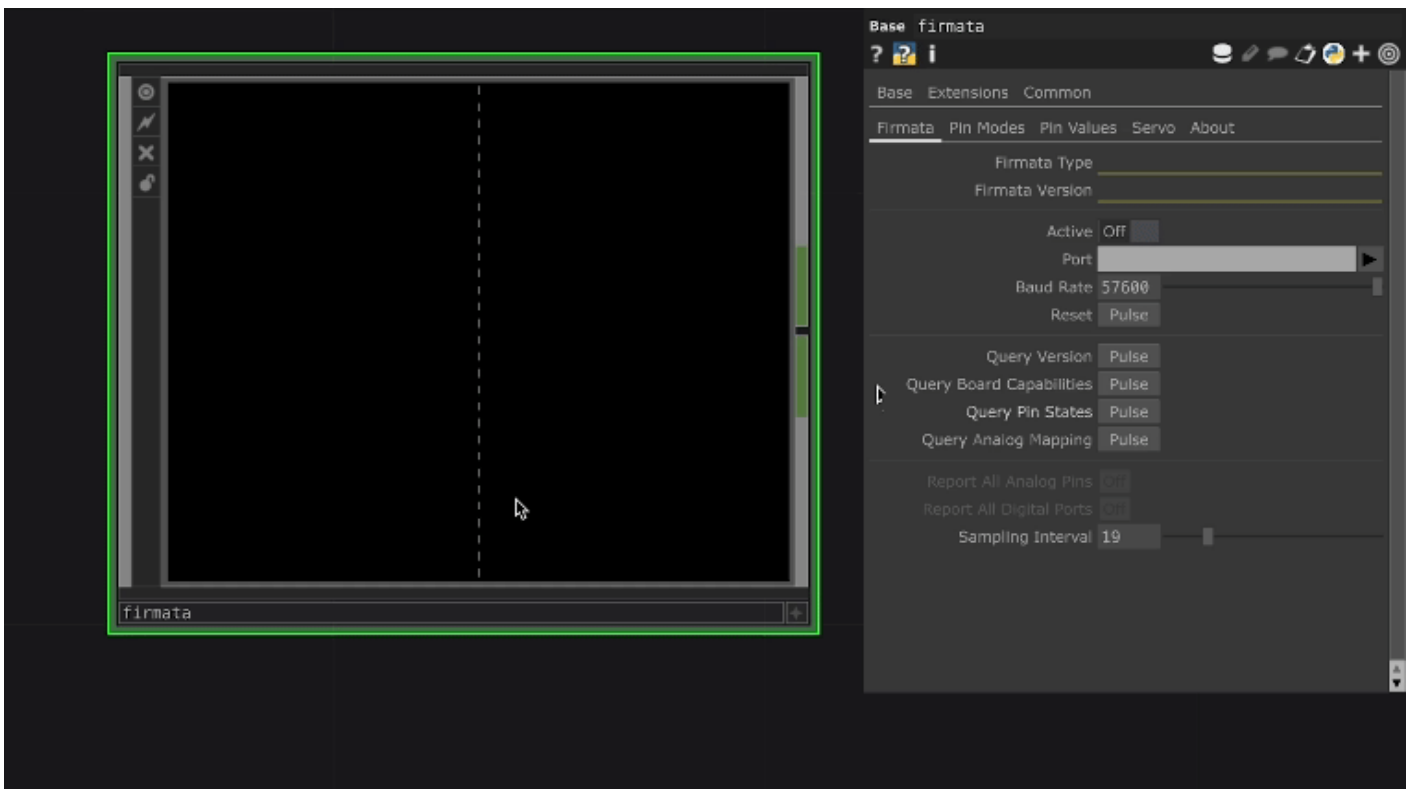 Base firmata
? ? i
Base Extensions Common
Firmata Pin Modes Pin Values Servo About
Firmata Type
Firmata Version
Active Off
Port
Baud Rate 57600
Reset Pulse
Query Version Pulse
Query Board Capabilities Pulse
Query Pin States Pulse
Query Analog Mapping Pulse
Report All Analog Pins Off
Report All Digital Ports Off
Sampling Interval 19
firmata